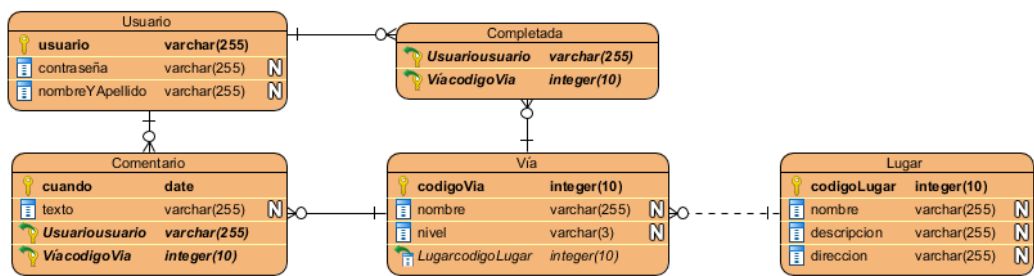 Usuario
usuario varchar(255)
contraseña varchar(255) N
nombreYApellido varchar(255) N
Completada
Usuariousuario varchar(255)
VíacodigoVia integer(10)
Comentario
cuando date
texto varchar(255) N
Usuariousuario varchar(255)
VíacodigoVia integer(10)
Vía
codigoVia integer(10)
nombre varchar(255) N
nivel varchar(3) N
LugarcodigoLugar integer(10)
Lugar
codigoLugar integer(10)
nombre varchar(255) N
descripcion varchar(255) N
direccion varchar(255) N